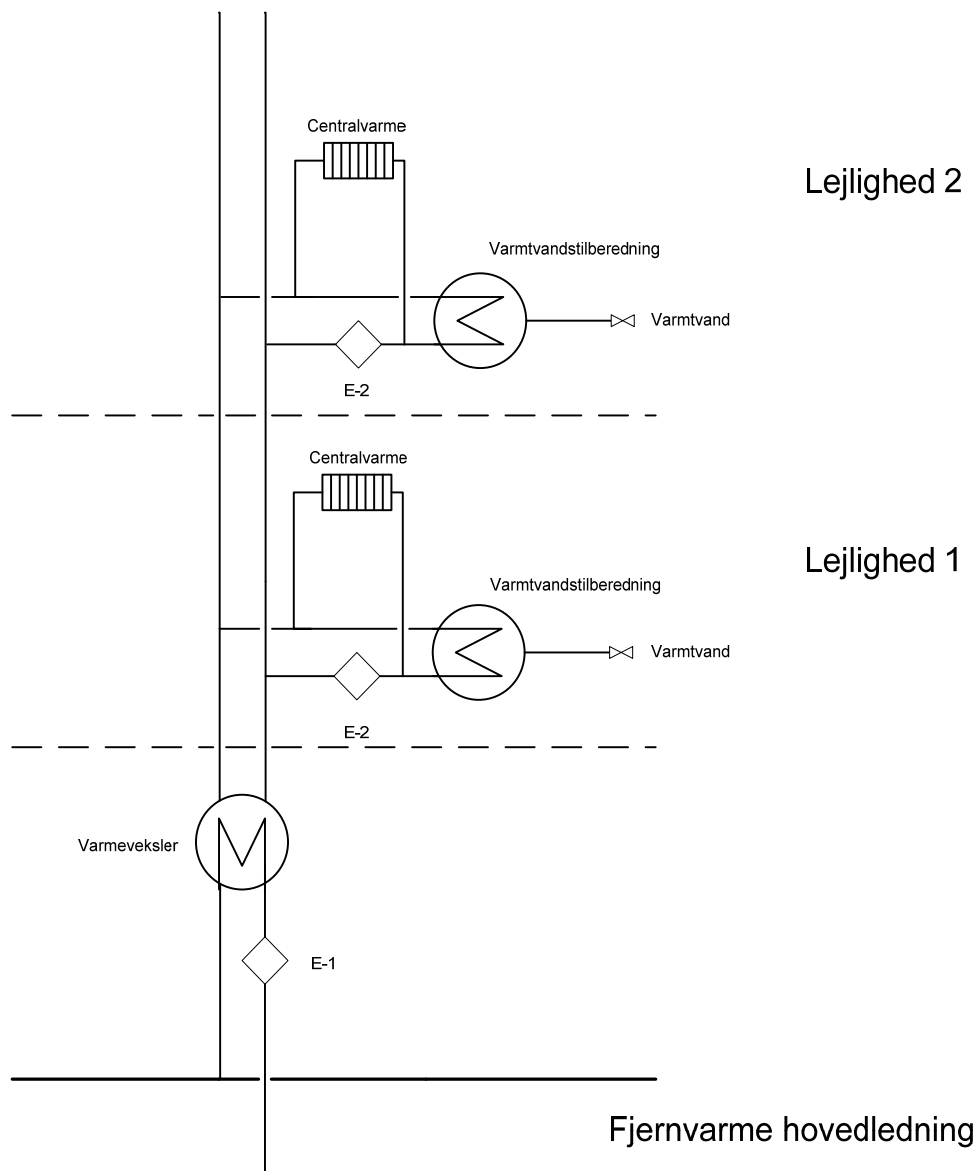 Centralvarme
Lejlighed 2
Varmtvandstilberedning
Varmtvand
E-2
Centralvarme
Lejlighed 1
Varmtvandstilberedning
Varmtvand
E-2
Varmeveksler
E-1
Fjernvarme hovedledning